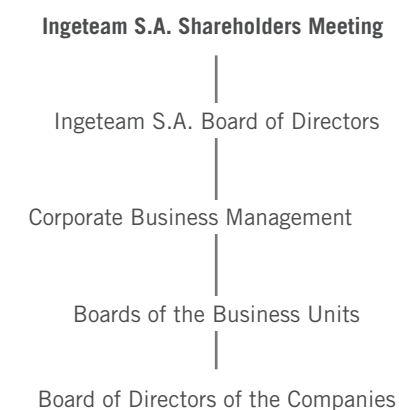 Ingeteam S.A. Shareholders Meeting
Ingeteam S.A. Board of Directors
Corporate Business Management
Boards of the Business Units
Board of Directors of the Companies